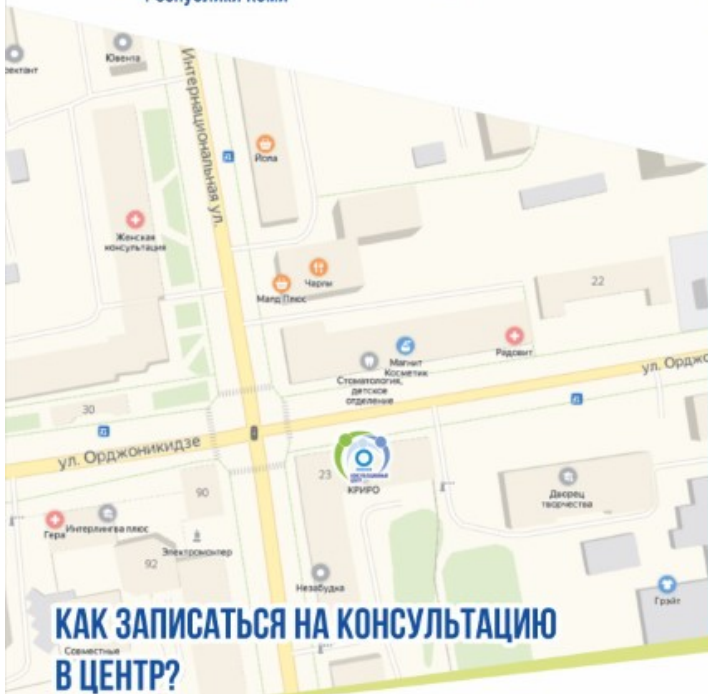 Республики Коми
Ювента
Интернациональная ул.
Йола
Женская
консультация
Чарли
Малд Плюс
22
Магнит
Косметик
Радовит
Стоматология,
детское
отделение
ул. Орджо
30
ул. Орджоникидзе
23
КРИРО
90
Дворец
творчества
Гера
Интерлингва плюс
Электромонтер
92
Незабудка
Грэйт
КАК ЗАПИСАТЬСЯ НА КОНСУЛЬТАЦИЮ
Совместные
В ЦЕНТР?